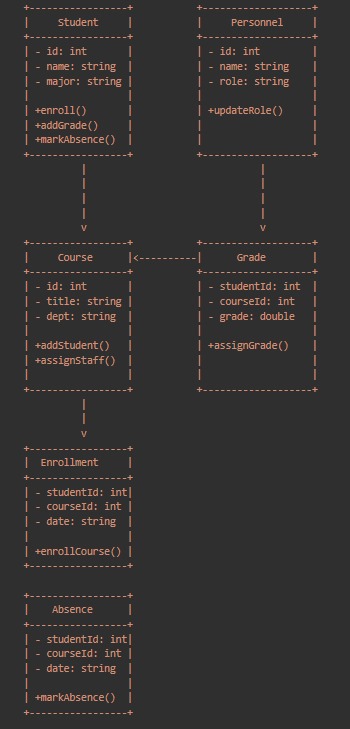 +-----------------+          +-------------------+
|     Student     |          |     Personnel     |
+-----------------+          +-------------------+
| - id: int       |          | - id: int         |
| - name: string  |          | - name: string    |
| - major: string |          | - role: string    |
|                 |          |                   |
| +enroll()       |          | +updateRole()     |
| +addGrade()     |          |                   |
| +markAbsence()  |          |                   |
+-----------------+          +-------------------+
          |                             |
          |                             |
          |                             |
          |                             |
          v                             v
+-----------------+          +-------------------+
|     Course      |<----------|      Grade        |
+-----------------+          +-------------------+
| - id: int       |          | - studentId: int  |
| - title: string |          | - courseId: int   |
| - dept: string  |          | - grade: double   |
|                 |          |                   |
| +addStudent()   |          | +assignGrade()    |
| +assignStaff()  |          |                   |
|                 |          |                   |
+-----------------+          +-------------------+
          |
          |
          v
+-----------------+
|  Enrollment     |
+-----------------+
| - studentId: int|
| - courseId: int |
| - date: string  |
|                 |
| +enrollCourse() |
+-----------------+
+-----------------+
|    Absence      |
+-----------------+
| - studentId: int|
| - courseId: int |
| - date: string  |
|                 |
| +markAbsence()  |
+-----------------+